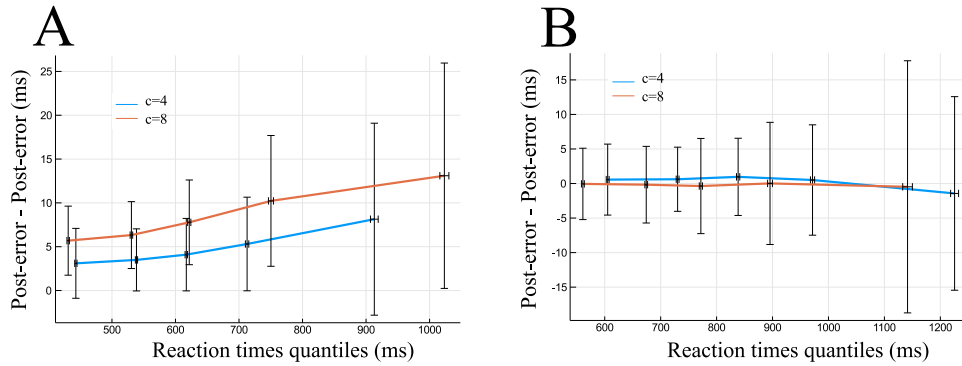 A
Post-error - Post-error (ms)
25
20
15
10
5
0
c=4
c=8
500
600
700
800
900
1000
Reaction times quantiles (ms)
B
Post-error - Post-error (ms)
15
10
5
0
-5
-10
-15
c=4
c=8
600
700
800
900
1000
1100
1200
Reaction times quantiles (ms)